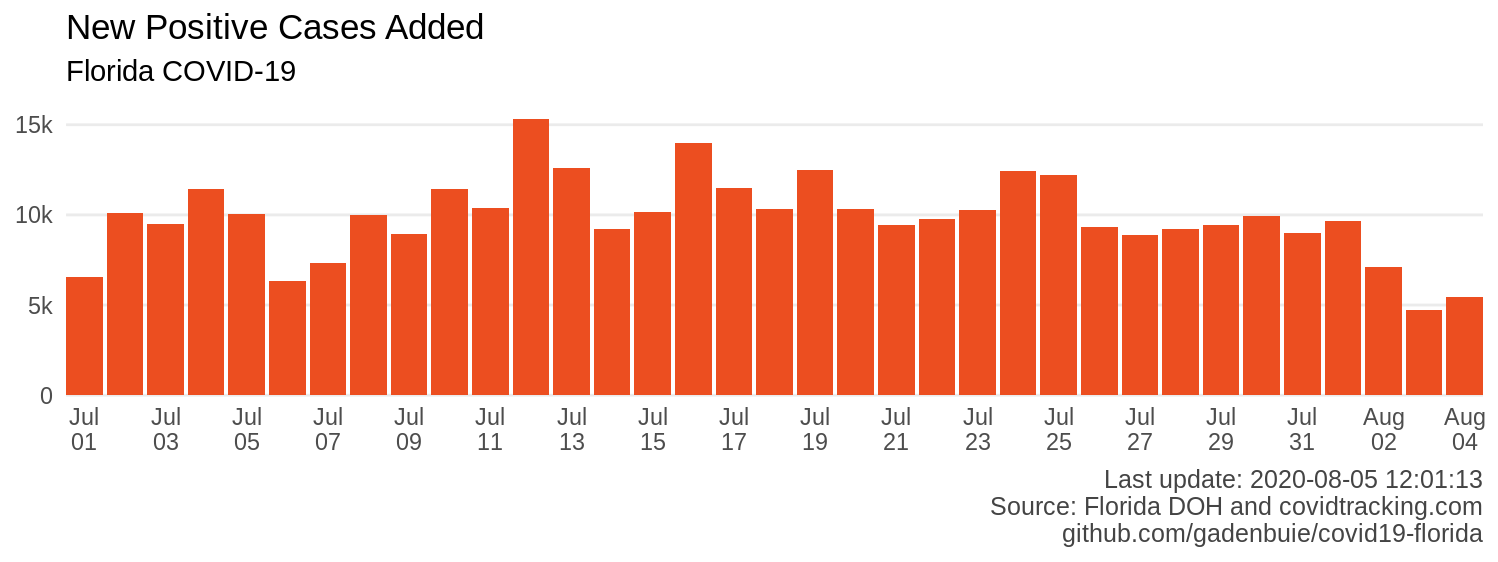 New Positive Cases Added
Florida COVID-19
15k
10k
5k
0
Jul Jul Jul Jul Jul Jul Jul Jul Jul Jul Jul Jul Jul Jul Jul Jul Aug Aug
01 03 05 07 09 11 13 15 17 19 21 23 25 27 29 31 02 04
Last update: 2020-08-05 12:01:13
Source: Florida DOH and covidtracking.com
github.com/gadenbuie/covid19-florida